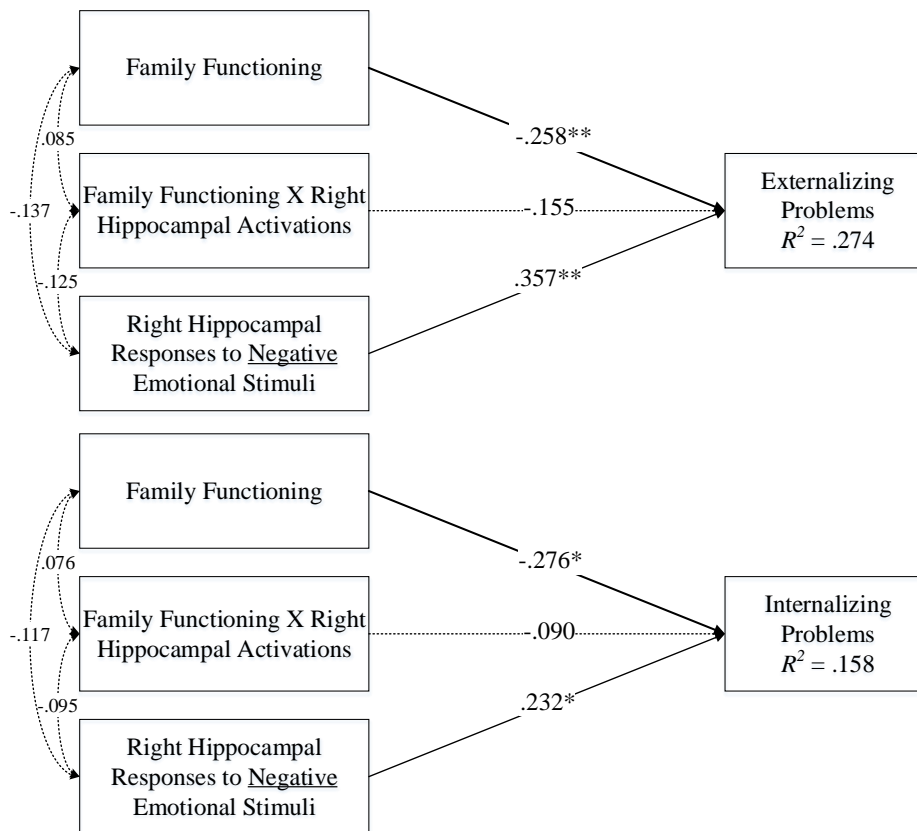 Family Functioning
.085
-.258**
Family Functioning X Right
Hippocampal Activations
-.137
-.155
Externalizing
Problems
R² = .274
-.125
.357**
Right Hippocampal
Responses to Negative
Emotional Stimuli
Family Functioning
.076
-.276*
Family Functioning X Right
Hippocampal Activations
-.117
-.090
Internalizing
Problems
R² = .158
-.095
.232*
Right Hippocampal
Responses to Negative
Emotional Stimuli